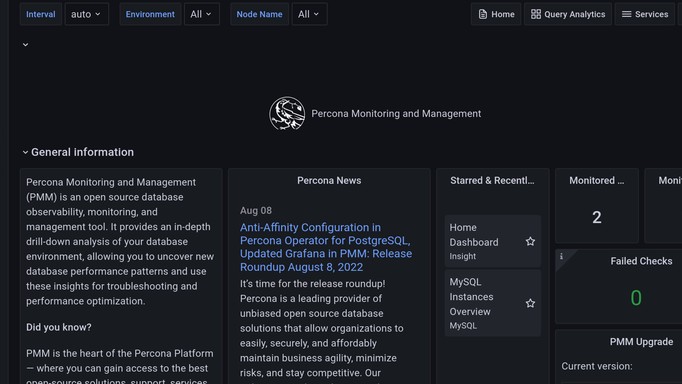 Interval auto Environment All Node Name All Home Query Analytics Services
Percona Monitoring and Management
General information
Percona Monitoring and Management
(PMM) is an open source database
observability, monitoring, and
management tool. It provides an in-depth
drill-down analysis of your database
environment, allowing you to uncover new
database performance patterns and use
these insights for troubleshooting and
performance optimization.
Did you know?
PMM is the heart of the Percona Platform
— where you can gain access to the best
open-source solutions, support, services
Percona News
Aug 08
Anti-Affinity Configuration in
Percona Operator for PostgreSQL,
Updated Grafana in PMM: Release
Roundup August 8, 2022
It's time for the release roundup!
Percona is a leading provider of
unbiased open source database
solutions that allow organizations to
easily, securely, and affordably
maintain business agility, minimize
risks, and stay competitive. Our
Starred & Recentl...
Home
Dashboard
Insight
MySQL
Instances
Overview
MySQL
Monitored ...
2
Moni
Failed Checks
0
PMM Upgrade
Current version: